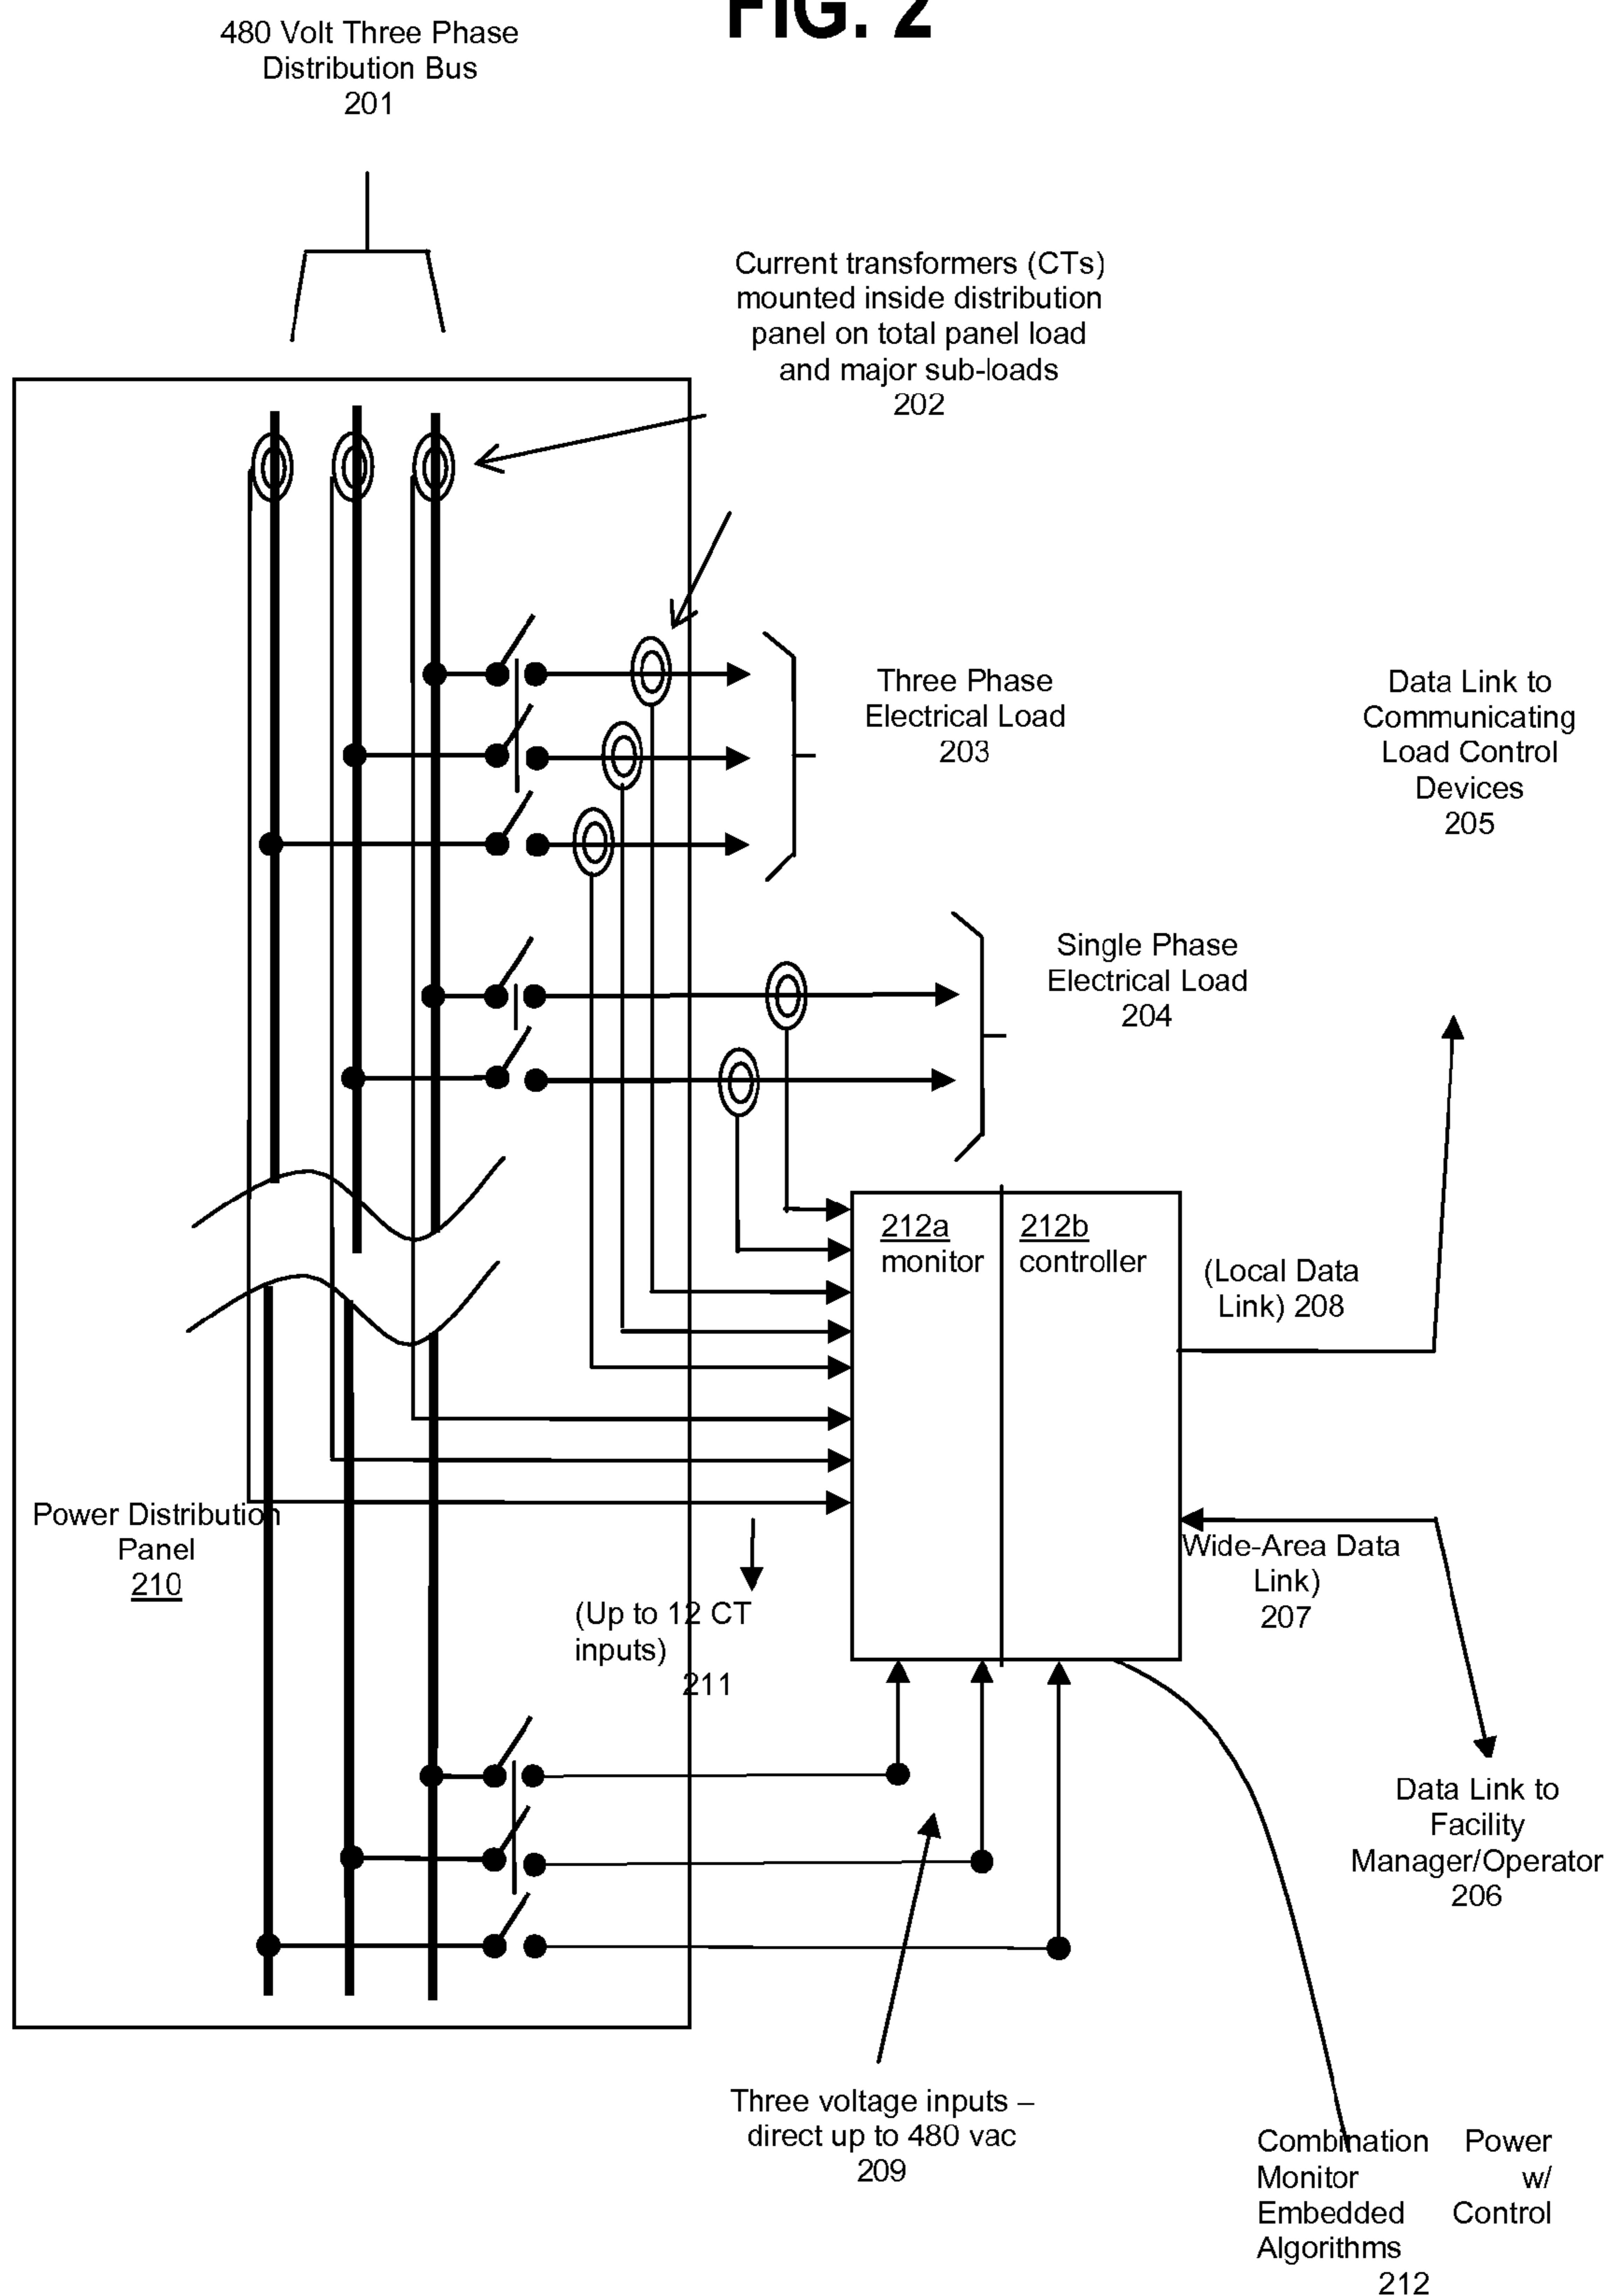 FIG. 2
480 Volt Three Phase
Distribution Bus
201
Current transformers (CTs)
mounted inside distribution
panel on total panel load
and major sub-loads
202
Three Phase
Electrical Load
203
Data Link to
Communicating
Load Control
Devices
205
Single Phase
Electrical Load
204
212a
monitor
212b
controller
(Local Data
Link) 208
Power Distribution
Panel
210
Wide-Area Data
Link)
207
(Up to 12 CT
inputs)
211
Data Link to
Facility
Manager/Operator
206
Three voltage inputs –
direct up to 480 vac
209
Combination Power
Monitor w/
Embedded Control
Algorithms
212